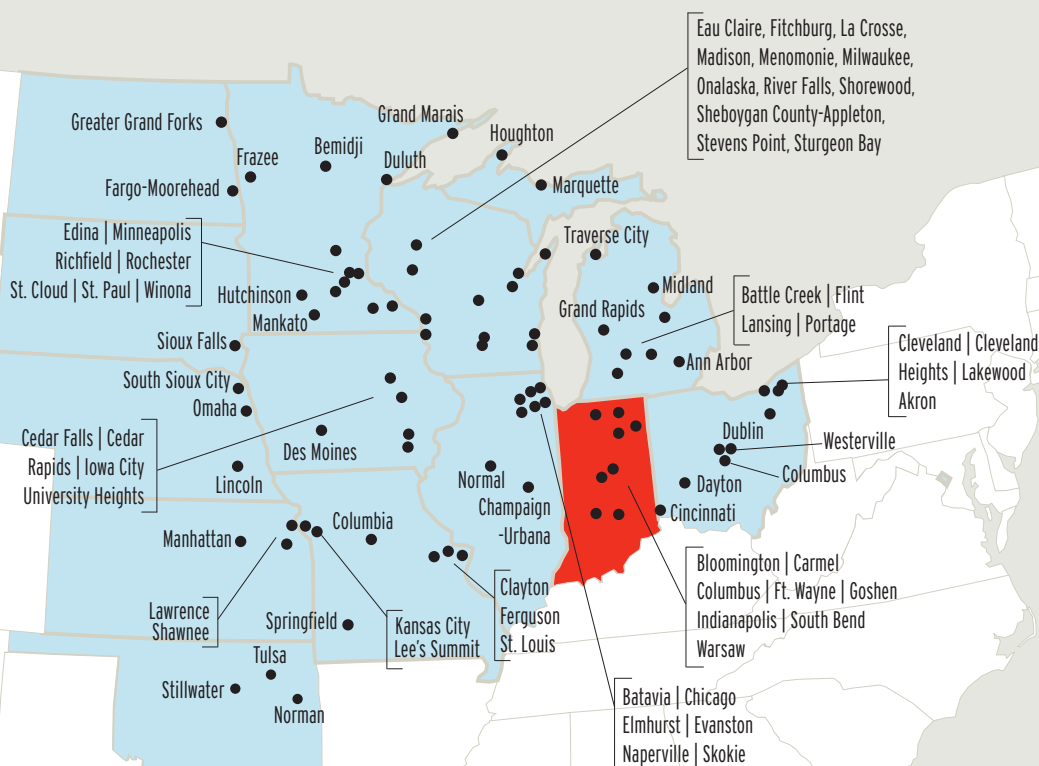 Eau Claire, Fitchburg, La Crosse,
Madison, Menomonie, Milwaukee,
Onalaska, River Falls, Shorewood,
Sheboygan County-Appleton,
Stevens Point, Sturgeon Bay
Grand Marais
Greater Grand Forks
Houghton
Bemidji
Frazee
Duluth
Fargo-Moorehead
Marquette
Edina | Minneapolis
Richfield | Rochester
St. Cloud | St. Paul | Winona
Traverse City
Hutchinson
Mankato
Midland
Grand Rapids
Battle Creek | Flint
Lansing | Portage
Sioux Falls
Ann Arbor
Cleveland | Cleveland
Heights | Lakewood
Akron
South Sioux City
Omaha
Cedar Falls | Cedar
Rapids | Iowa City
University Heights
Des Moines
Dublin
Westerville
Columbus
Lincoln
Normal
Champaign
-Urbana
Dayton
Cincinnati
Manhattan
Columbia
Bloomington | Carmel
Columbus | Ft. Wayne | Goshen
Indianapolis | South Bend
Warsaw
Clayton
Ferguson
St. Louis
Lawrence
Shawnee
Springfield
Kansas City
Lee's Summit
Tulsa
Stillwater
Norman
Batavia | Chicago
Elmhurst | Evanston
Naperville | Skokie